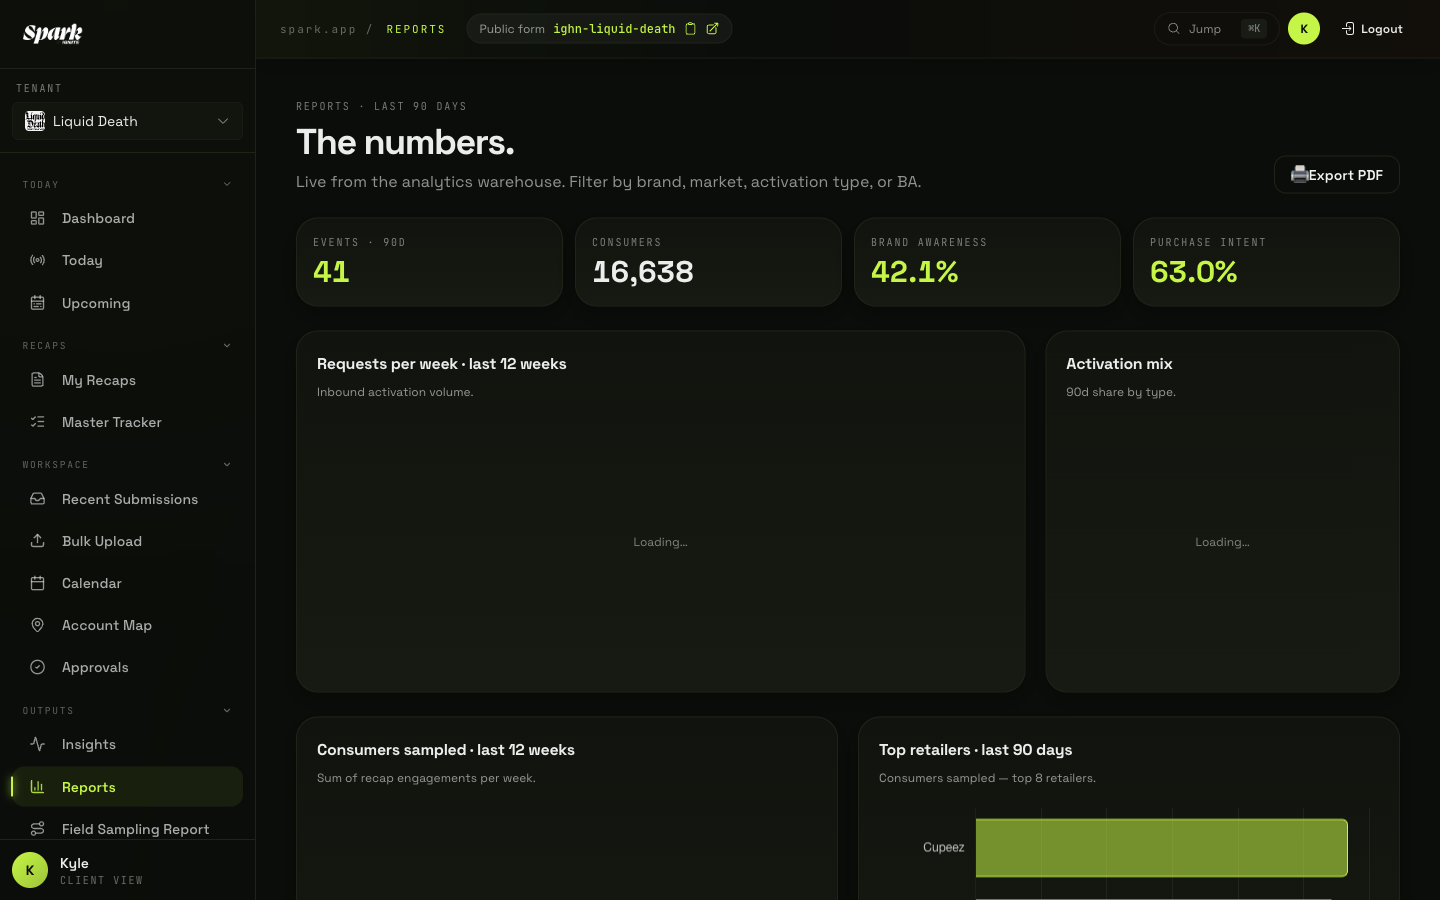 Spark
IGNITE
TENANT
Liquid Death
TODAY
Dashboard
Today
Upcoming
RECAPS
My Recaps
Master Tracker
WORKSPACE
Recent Submissions
Bulk Upload
Calendar
Account Map
Approvals
OUTPUTS
Insights
Reports
Field Sampling Report
K
Kyle
CLIENT VIEW
spark.app / REPORTS
Public form ighn-liquid-death
Jump ⌘K
K
Logout
REPORTS · LAST 90 DAYS
The numbers.
Live from the analytics warehouse. Filter by brand, market, activation type, or BA.
Export PDF
EVENTS · 90D
41
CONSUMERS
16,638
BRAND AWARENESS
42.1%
PURCHASE INTENT
63.0%
Requests per week · last 12 weeks
Inbound activation volume.
Loading…
Activation mix
90d share by type.
Loading…
Consumers sampled · last 12 weeks
Sum of recap engagements per week.
Top retailers · last 90 days
Consumers sampled — top 8 retailers.
Cupeez